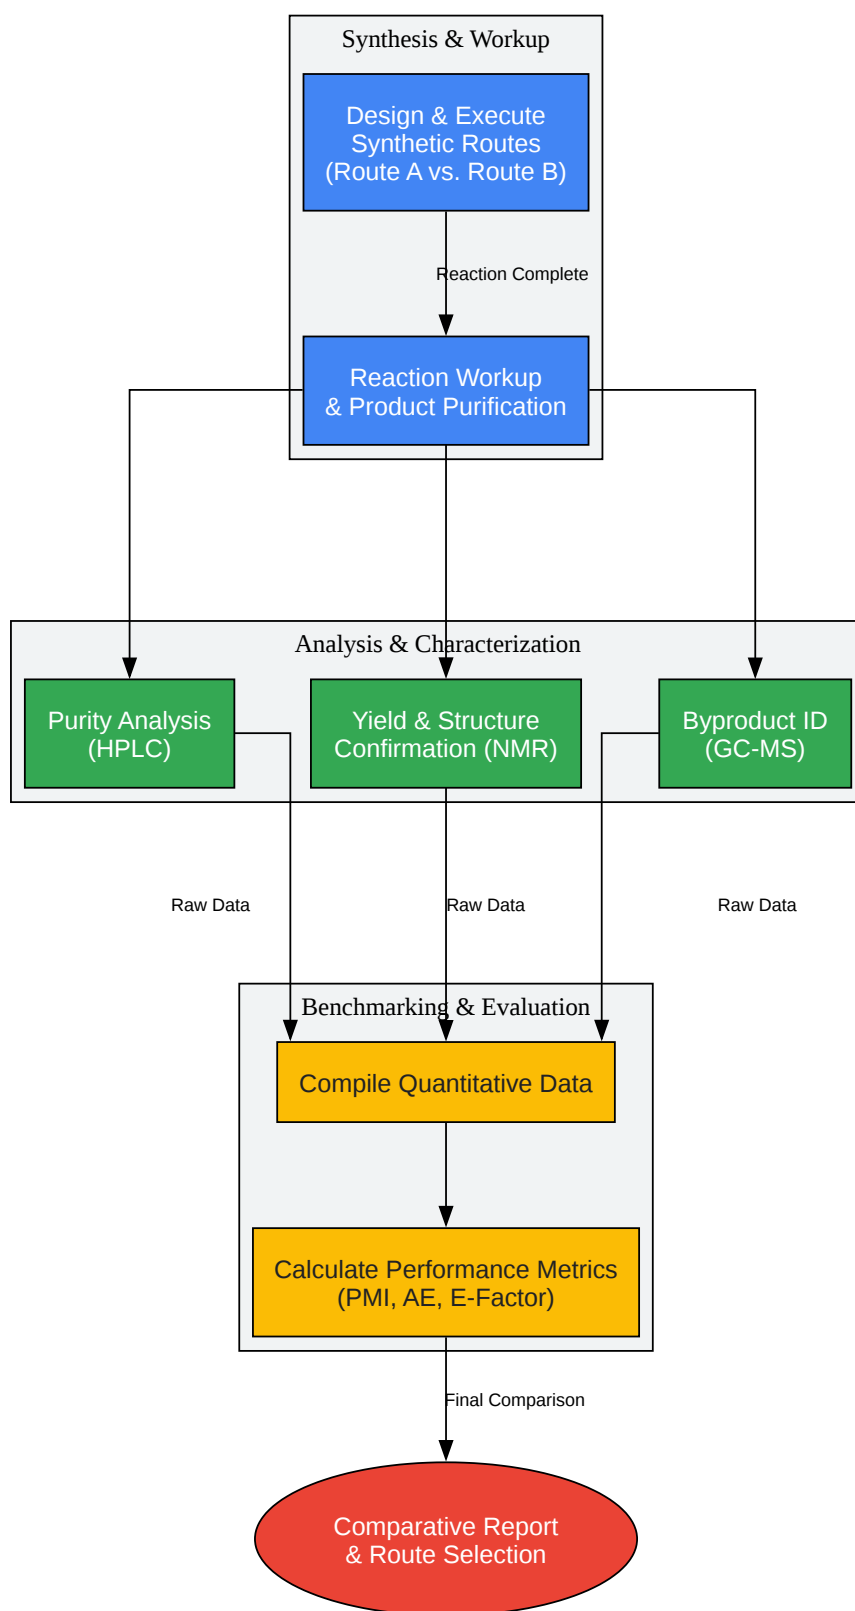 Synthesis & Workup
Design & Execute
Synthetic Routes
(Route A vs. Route B)
Reaction Complete
Reaction Workup
& Product Purification
Analysis & Characterization
Purity Analysis
(HPLC)
Yield & Structure
Confirmation (NMR)
Byproduct ID
(GC-MS)
Raw Data
Raw Data
Raw Data
Benchmarking & Evaluation
Compile Quantitative Data
Calculate Performance Metrics
(PMI, AE, E-Factor)
Final Comparison
Comparative Report
& Route Selection